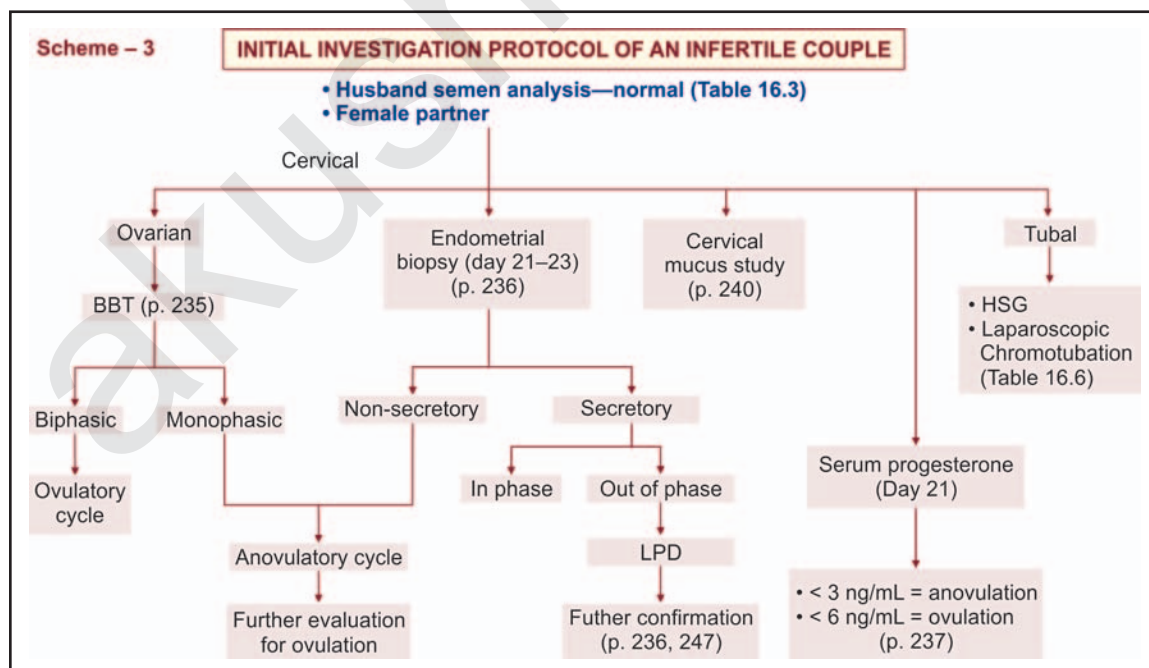 Scheme – 3
INITIAL INVESTIGATION PROTOCOL OF AN INFERTILE COUPLE
• Husband semen analysis—normal (Table 16.3)
• Female partner
Cervical
Ovarian
Endometrial
biopsy (day 21–23)
(p. 236)
Cervical
mucus study
(p. 240)
Tubal
BBT (p. 235)
• HSG
• Laparoscopic
Chromotubation
(Table 16.6)
Biphasic
Monophasic
Non-secretory
Secretory
Ovulatory
cycle
In phase
Out of phase
Serum progesterone
(Day 21)
Anovulatory cycle
LPD
Further evaluation
for ovulation
Futher confirmation
(p. 236, 247)
• < 3 ng/mL = anovulation
• < 6 ng/mL = ovulation
(p. 237)